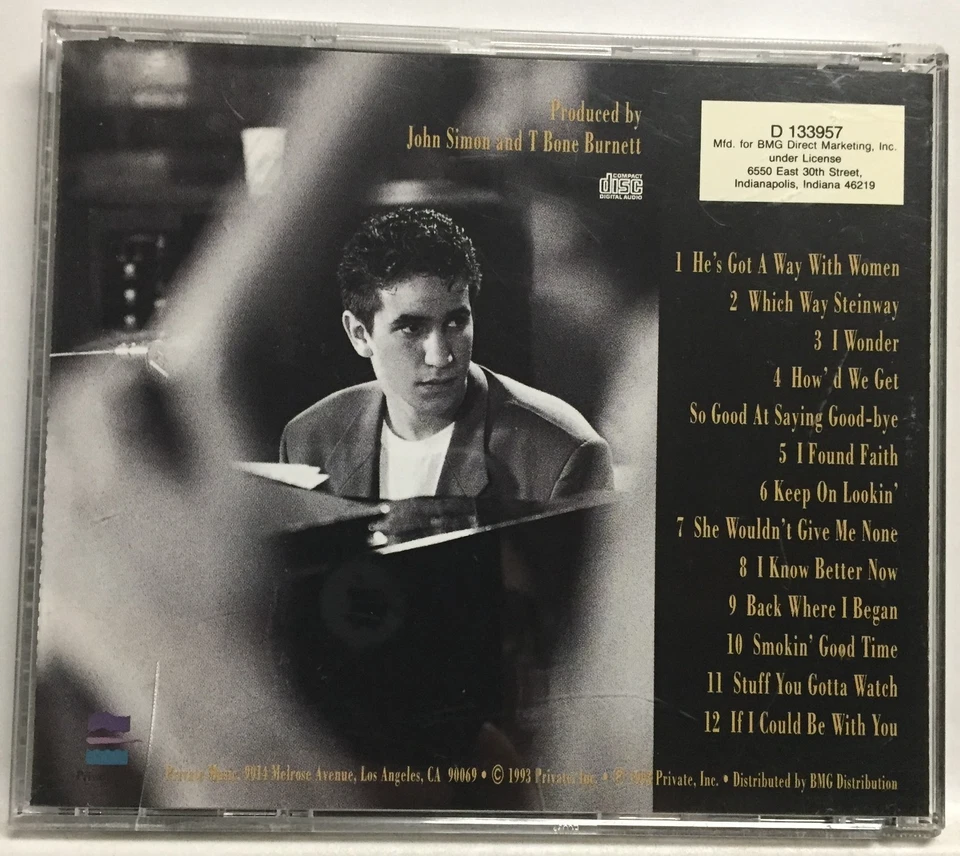 Produced by
John Simon and T Bone Burnett
COMPACT
disc
DIGITAL AUDIO
D 133957
Mfd. for BMG Direct Marketing, Inc.
under License
6550 East 30th Street,
Indianapolis, Indiana 46219
1 He's Got A Way With Women
2 Which Way Steinway
3 I Wonder
4 How'd We Get
So Good At Saying Good-bye
5 I Found Faith
6 Keep On Lookin'
7 She Wouldn't Give Me None
8 I Know Better Now
9 Back Where I Began
10 Smokin' Good Time
11 Stuff You Gotta Watch
12 If I Could Be With You
Private Music, 9014 Melrose Avenue, Los Angeles, CA 90069 • © 1993 Private, Inc. • ℗ Private, Inc. • Distributed by BMG Distribution